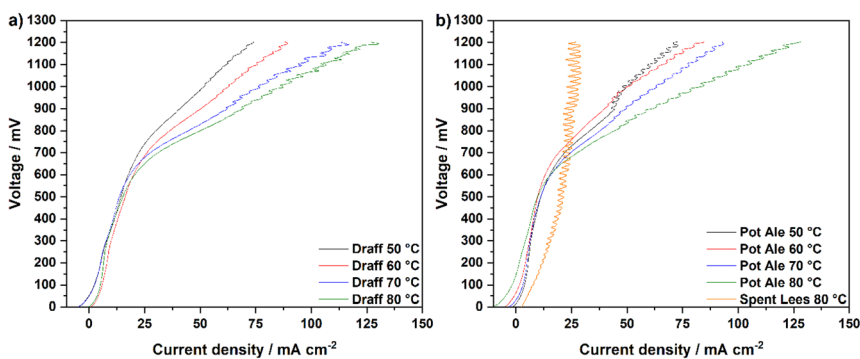 a)
1300
1200
1100
1000
900
800
700
600
500
400
300
200
100
0
Voltage / mV
0 25 50 75 100 125 150
Current density / mA cm⁻²
Draff 50 °C
Draff 60 °C
Draff 70 °C
Draff 80 °C
b)
1300
1200
1100
1000
900
800
700
600
500
400
300
200
100
0
Voltage / mV
0 25 50 75 100 125 150
Current density / mA cm⁻²
Pot Ale 50 °C
Pot Ale 60 °C
Pot Ale 70 °C
Pot Ale 80 °C
Spent Lees 80 °C